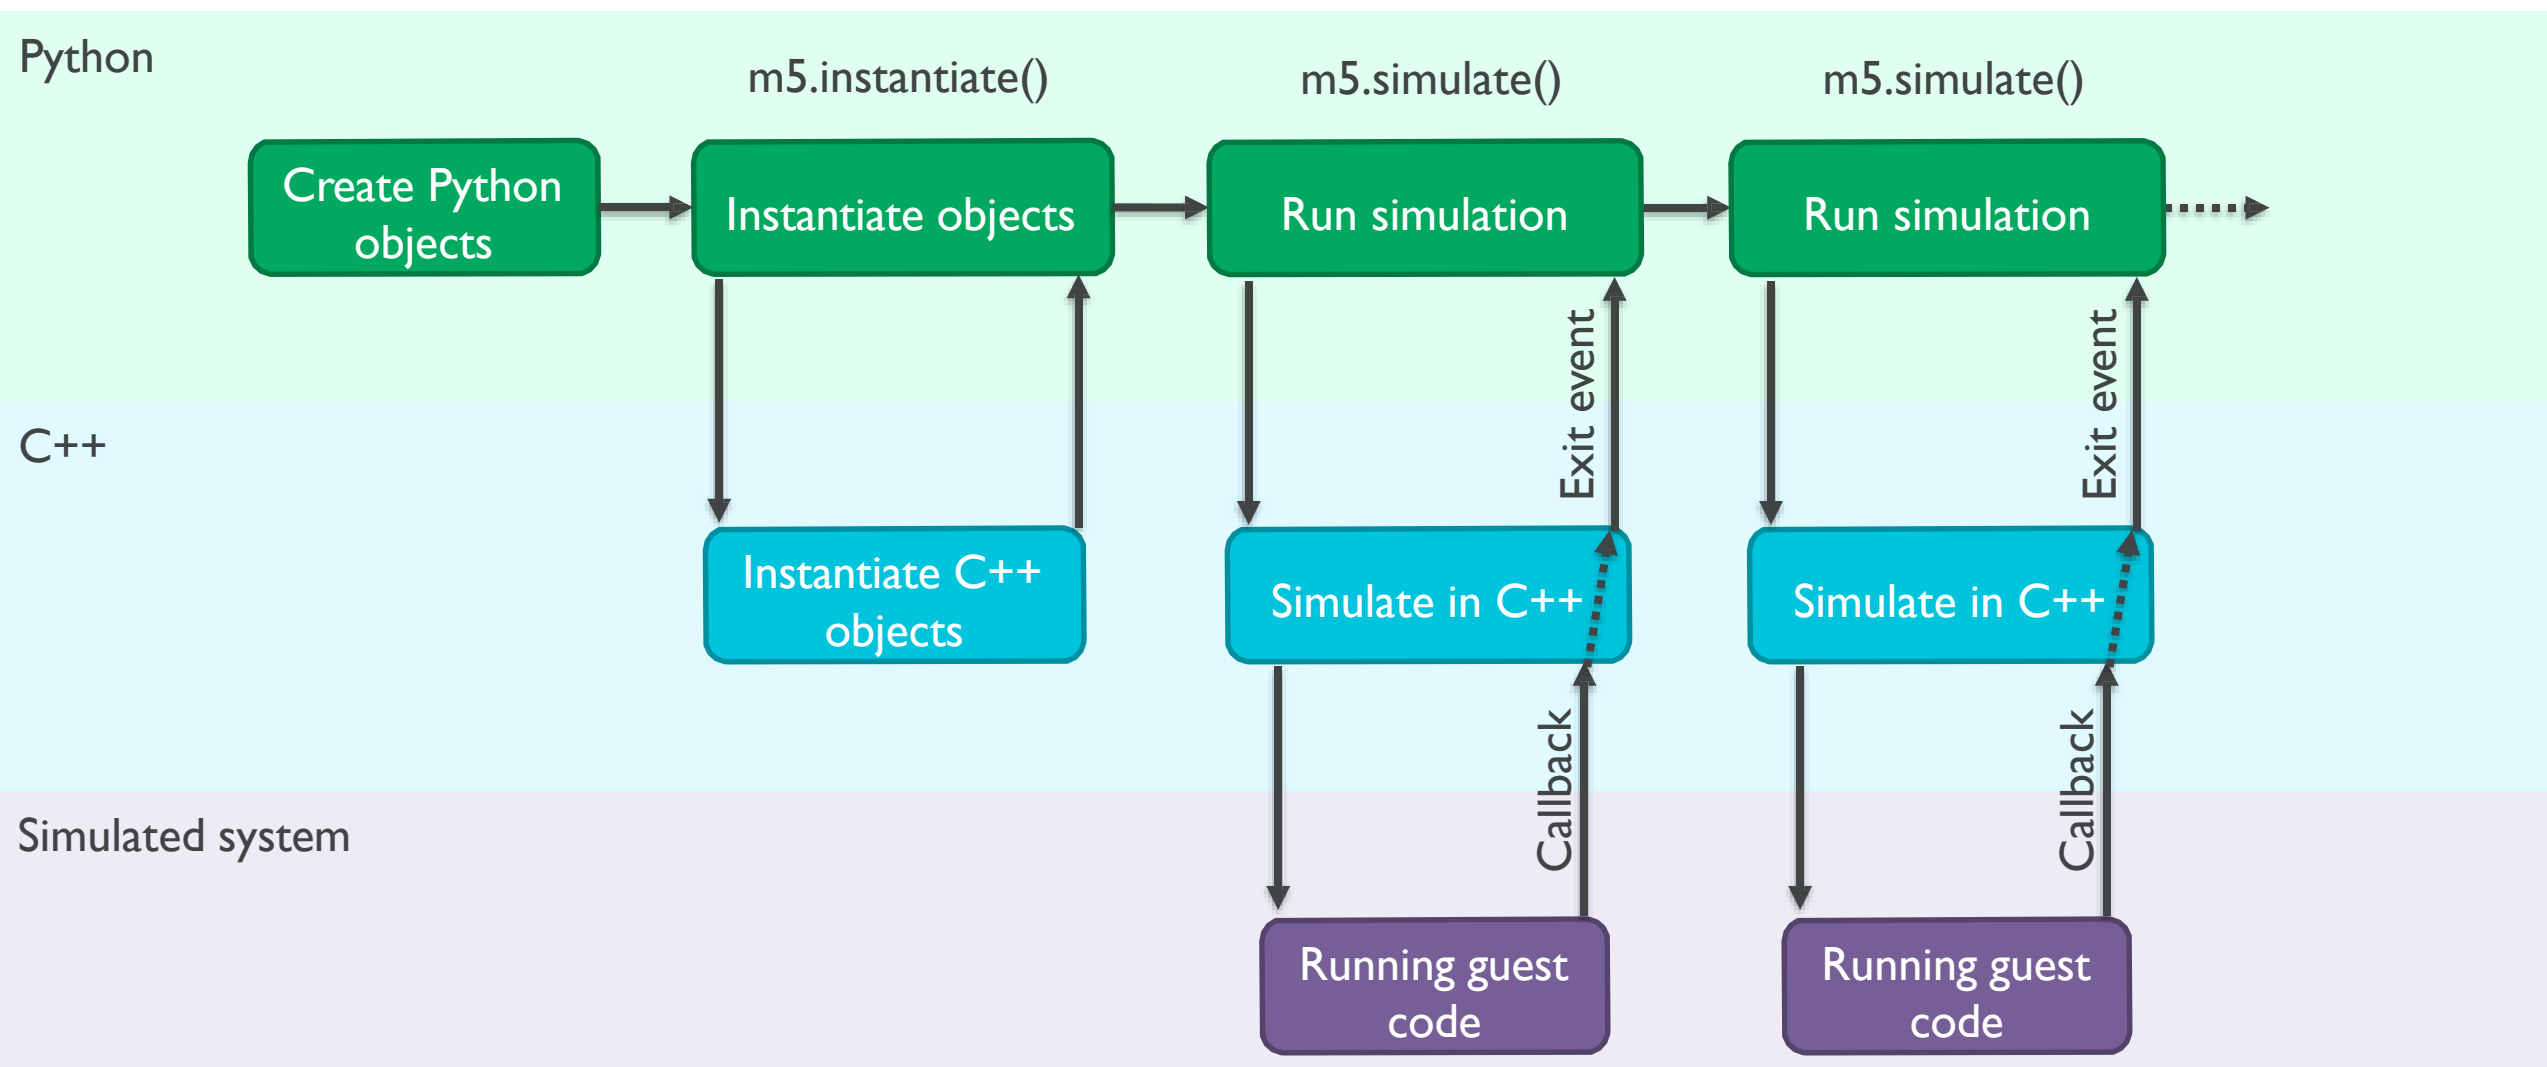 Python
m5.instantiate()
m5.simulate()
m5.simulate()
Create Python
objects
Instantiate objects
Run simulation
Run simulation
Exit event
Exit event
C++
Instantiate C++
objects
Simulate in C++
Simulate in C++
Callback
Callback
Simulated system
Running guest
code
Running guest
code